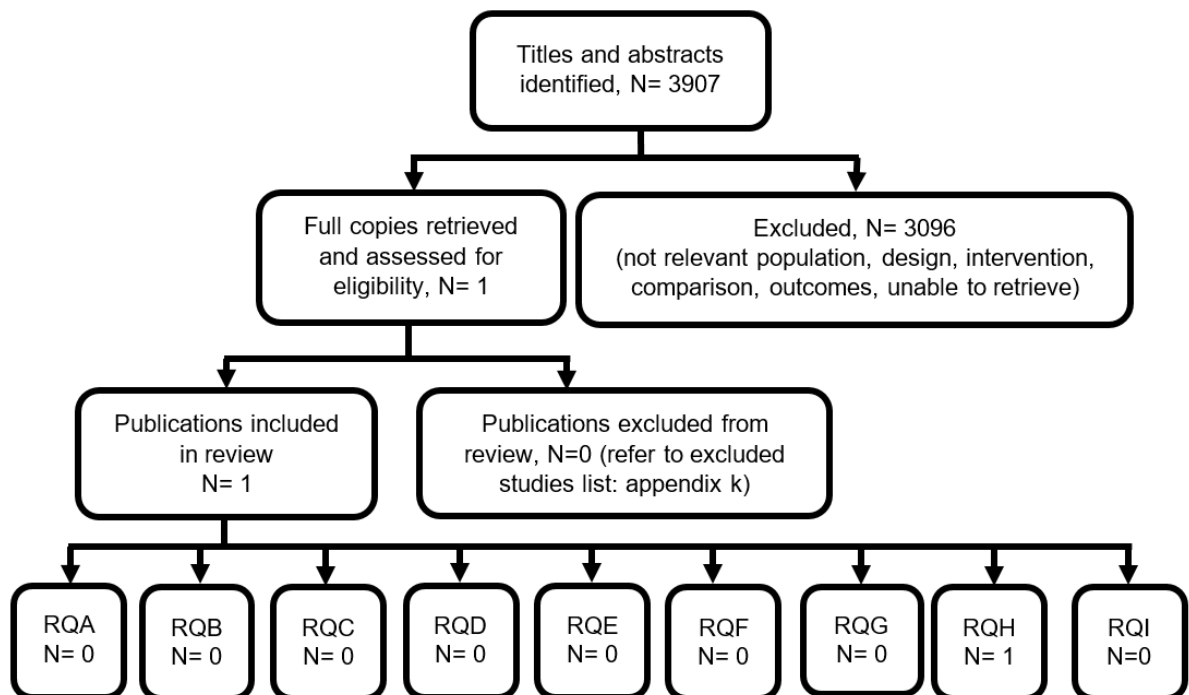 Titles and abstracts
identified, N= 3907
Full copies retrieved
and assessed for
eligibility, N= 1
Excluded, N= 3096
(not relevant population, design, intervention,
comparison, outcomes, unable to retrieve)
Publications included
in review
N= 1
Publications excluded from
review, N=0 (refer to excluded
studies list: appendix k)
RQA
N= 0
RQB
N= 0
RQC
N= 0
RQD
N= 0
RQE
N= 0
RQF
N= 0
RQG
N= 0
RQH
N= 1
RQI
N=0